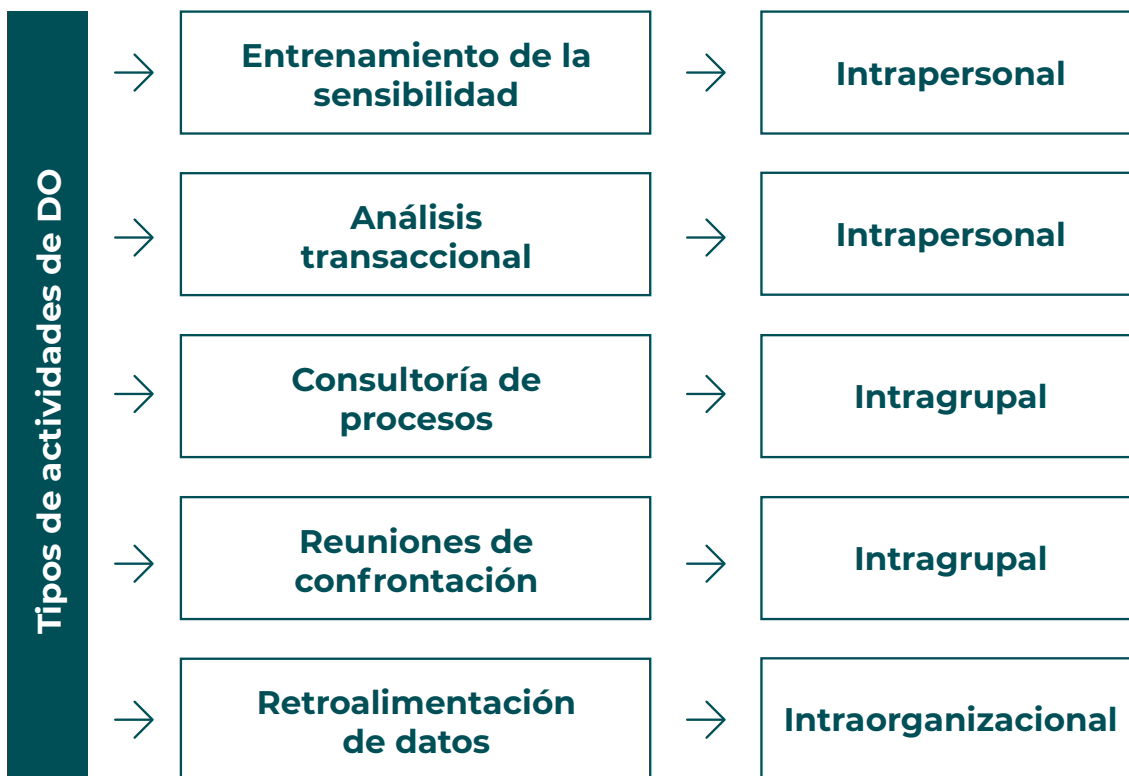 Tipos de actividades de DO
Entrenamiento de la
sensibilidad
Intrapersonal
Análisis
transaccional
Intrapersonal
Consultoría de
procesos
Intragrupal
Reuniones de
confrontación
Intragrupal
Retroalimentación
de datos
Intraorganizacional